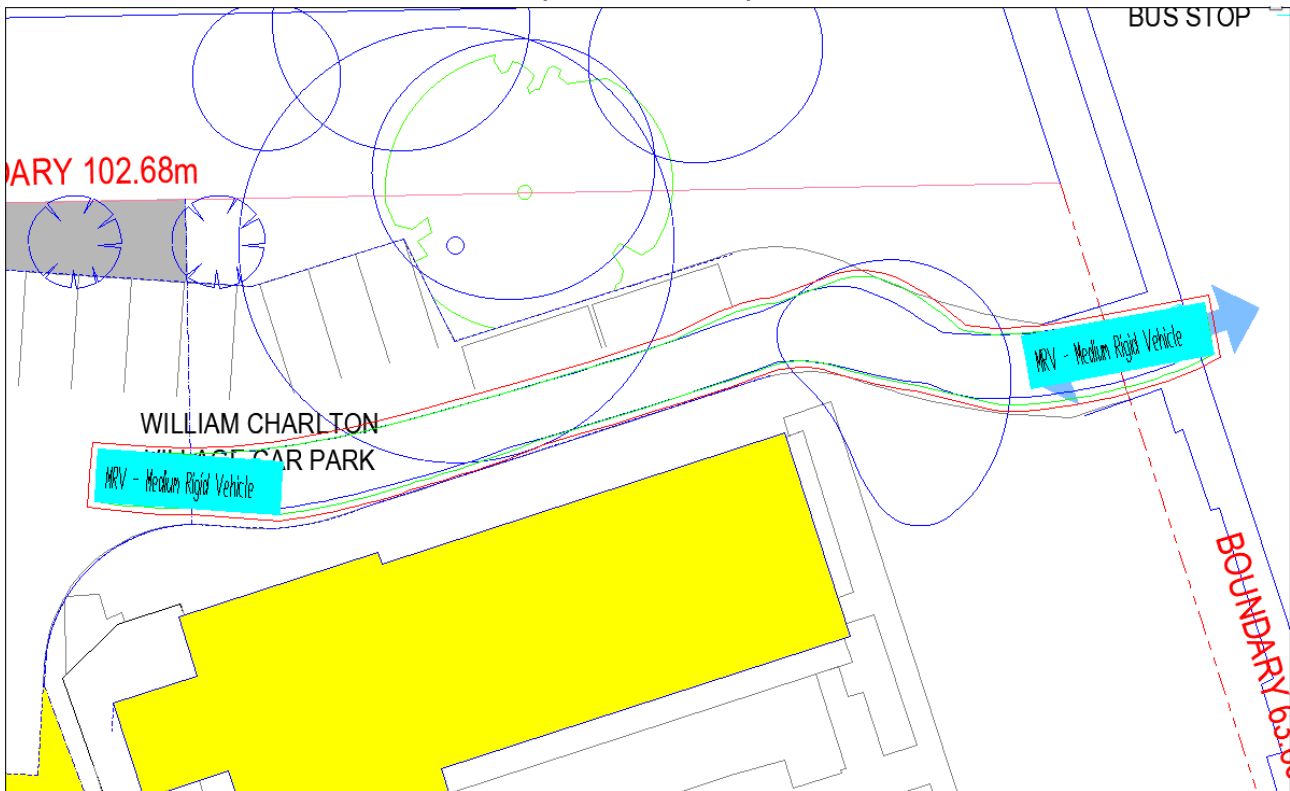 BUS STOP
DARY 102.68m
MRV - Medium Rigid Vehicle
WILLIAM CHARLTON
VILLAGE CAR PARK
MRV - Medium Rigid Vehicle
BOUNDARY